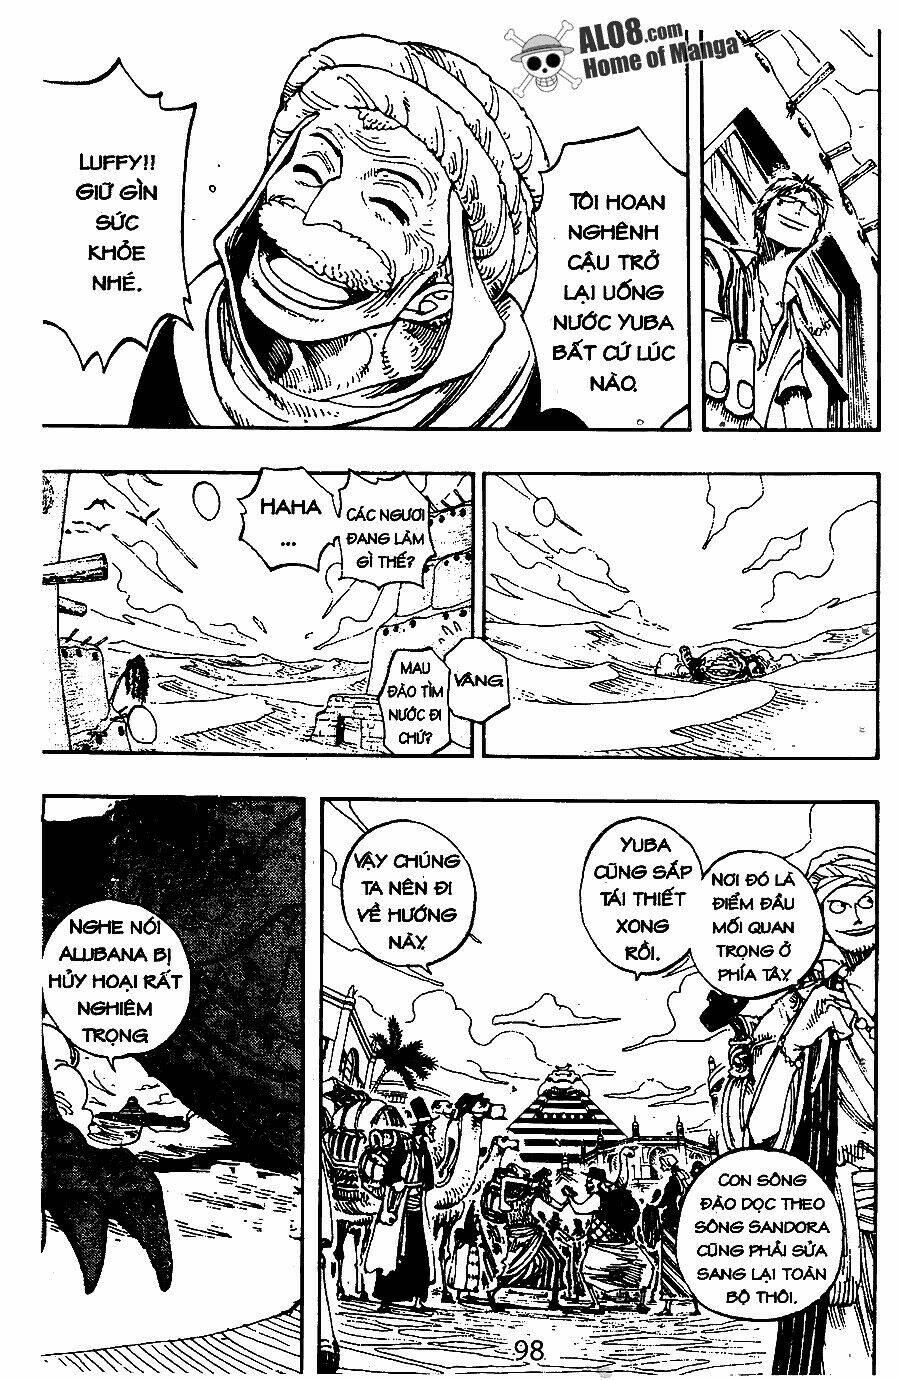 ALO8.com
Home of Manga
LUFFY!!
GIỮ GÌN
SỨC
KHỎE
NHÉ.
TÔI HOAN
NGHÊNH
CẬU TRỞ
LẠI UỐNG
NƯỚC YUBA
BẤT CỨ LÚC
NÀO.
HAHA
...
CÁC NGƯƠI
ĐANG LÀM
GÌ THẾ?
MAU
ĐÀO TÌM
NƯỚC ĐI
CHỨ?
VÂNG
NGHE NÓI
ALUBANA BỊ
HỦY HOẠI RẤT
NGHIÊM
TRỌNG
VẬY CHÚNG
TA NÊN ĐI
VỀ HƯỚNG
NÀY.
YUBA
CŨNG SẮP
TÁI THIẾT
XONG
RỒI.
NƠI ĐÓ LÀ
ĐIỂM ĐẦU
MỐI QUAN
TRỌNG Ở
PHÍA TÂY.
CON SÔNG
ĐÀO DỌC THEO
SÔNG SANDORA
CŨNG PHẢI SỬA
SANG LẠI TOÀN
BỘ THÔI.
98